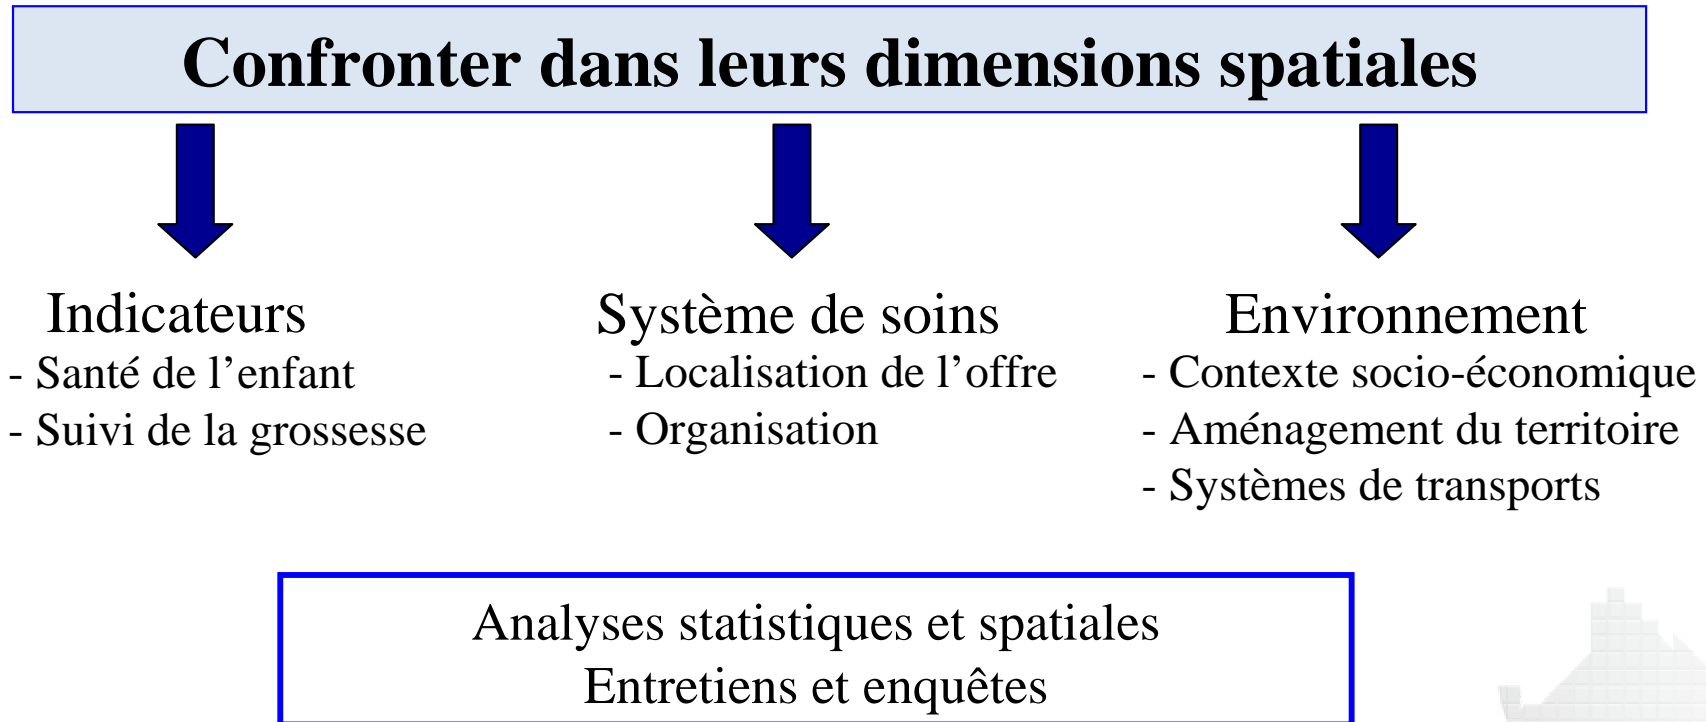 Confronter dans leurs dimensions spatiales
Indicateurs
- Santé de l’enfant
- Suivi de la grossesse
Système de soins
- Localisation de l’offre
- Organisation
Environnement
- Contexte socio-économique
- Aménagement du territoire
- Systèmes de transports
Analyses statistiques et spatiales
Entretiens et enquêtes